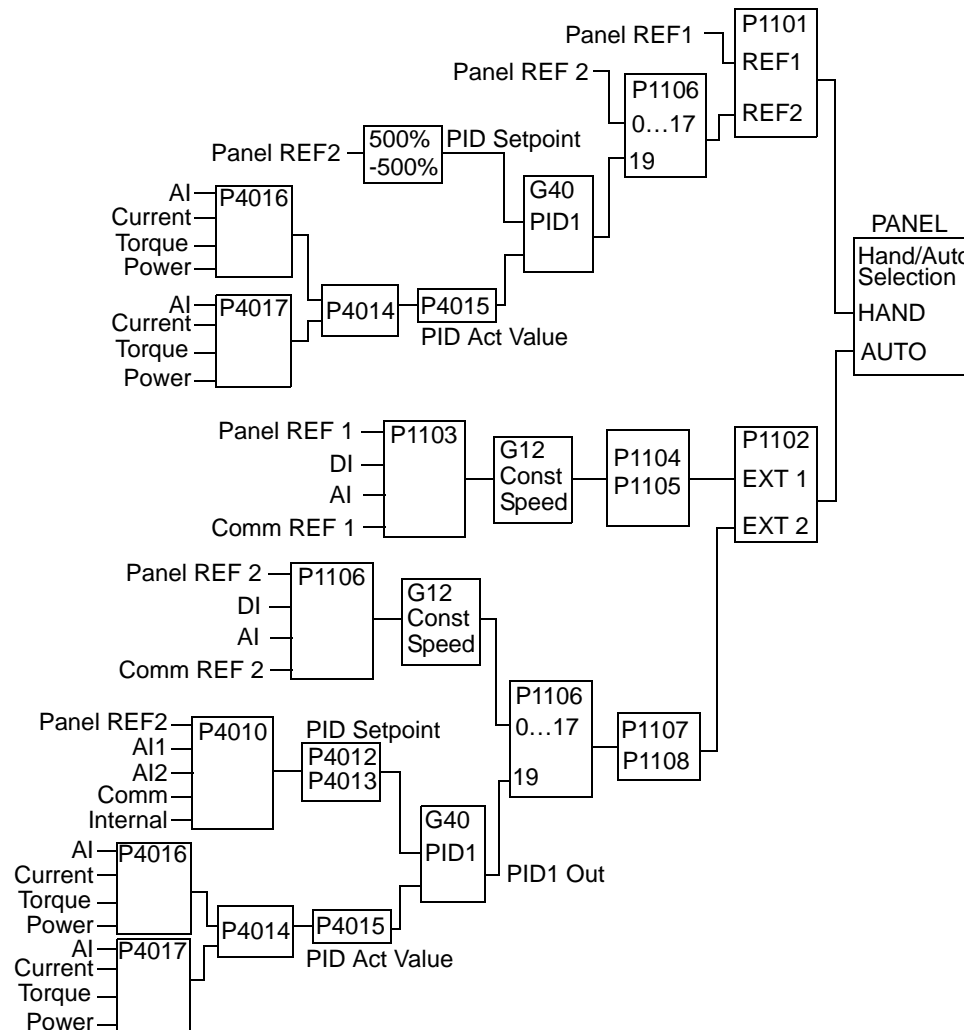 Panel REF1
P1101
REF1
REF2
Panel REF 2
P1106
0...17
19
Panel REF2
500%
-500%
PID Setpoint
G40
PID1
AI
Current
Torque
Power
P4016
AI
Current
Torque
Power
P4017
P4014
P4015
PID Act Value
PANEL
Hand/Auto
Selection
HAND
AUTO
Panel REF 1
DI
AI
Comm REF 1
P1103
G12
Const
Speed
P1104
P1105
P1102
EXT 1
EXT 2
Panel REF 2
DI
AI
Comm REF 2
P1106
G12
Const
Speed
P1106
0...17
19
P1107
P1108
Panel REF2
AI1
AI2
Comm
Internal
P4010
PID Setpoint
P4012
P4013
G40
PID1
PID1 Out
AI
Current
Torque
Power
P4016
AI
Current
Torque
Power
P4017
P4014
P4015
PID Act Value